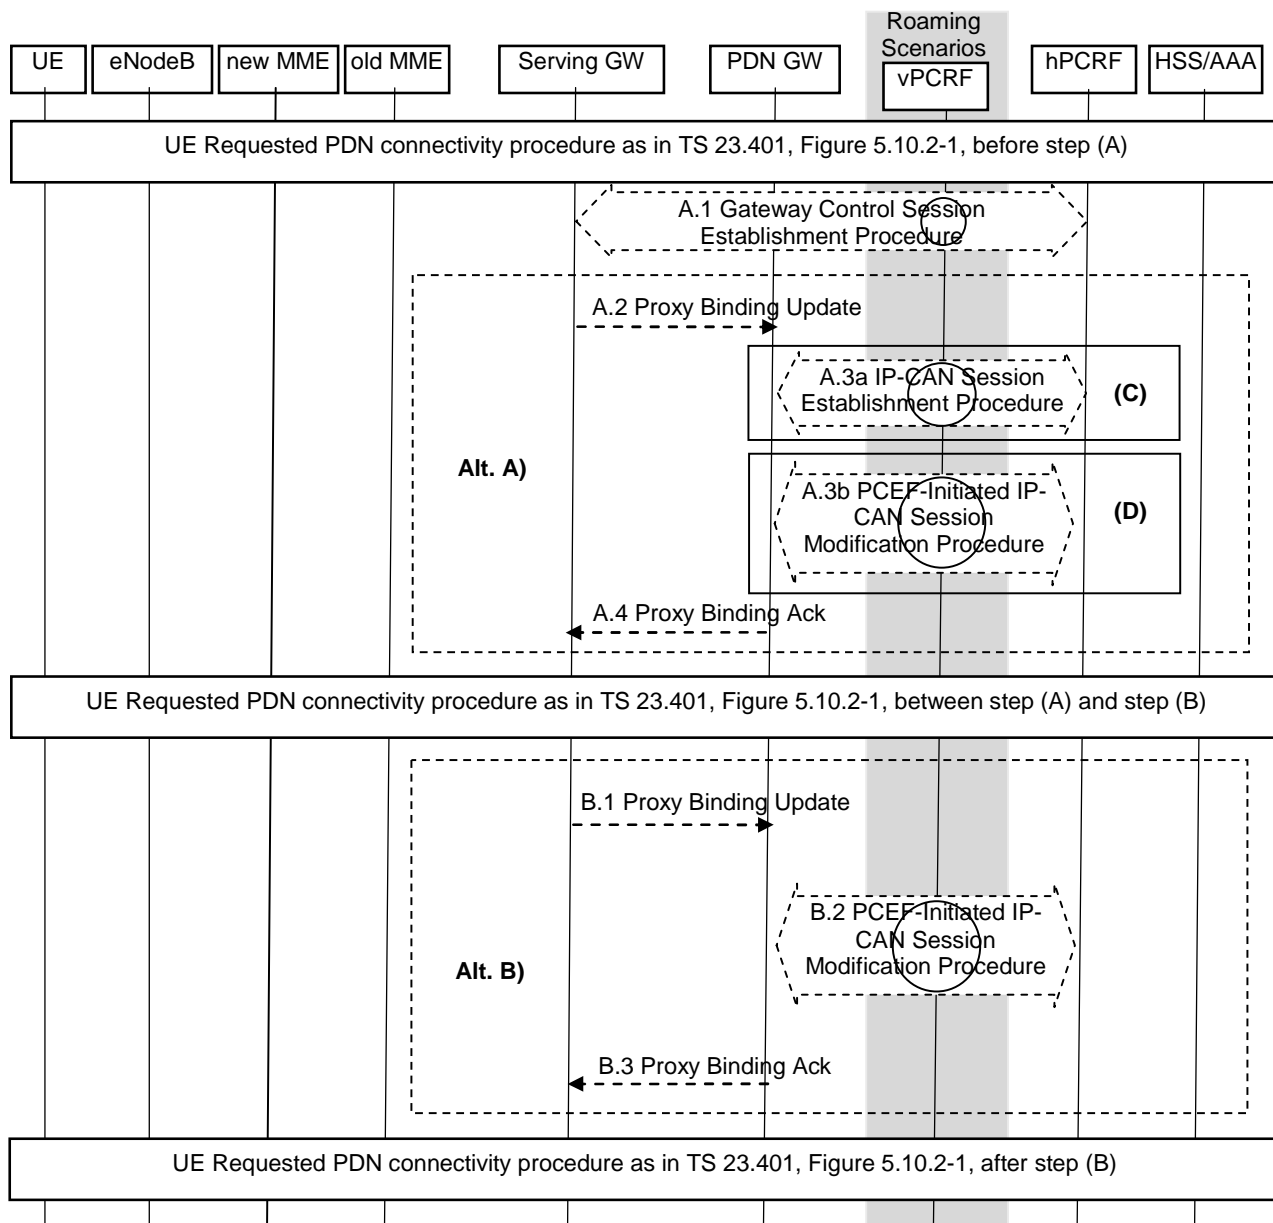 Roaming
Scenarios
UE
eNodeB
new MME
old MME
Serving GW
PDN GW
vPCRF
hPCRF
HSS/AAA
UE Requested PDN connectivity procedure as in TS 23.401, Figure 5.10.2-1, before step (A)
A.1 Gateway Control Session
Establishment Procedure
A.2 Proxy Binding Update
A.3a IP-CAN Session
Establishment Procedure
(C)
Alt. A)
A.3b PCEF-Initiated IP-
CAN Session
Modification Procedure
(D)
A.4 Proxy Binding Ack
UE Requested PDN connectivity procedure as in TS 23.401, Figure 5.10.2-1, between step (A) and step (B)
B.1 Proxy Binding Update
B.2 PCEF-Initiated IP-
CAN Session
Modification Procedure
Alt. B)
B.3 Proxy Binding Ack
UE Requested PDN connectivity procedure as in TS 23.401, Figure 5.10.2-1, after step (B)